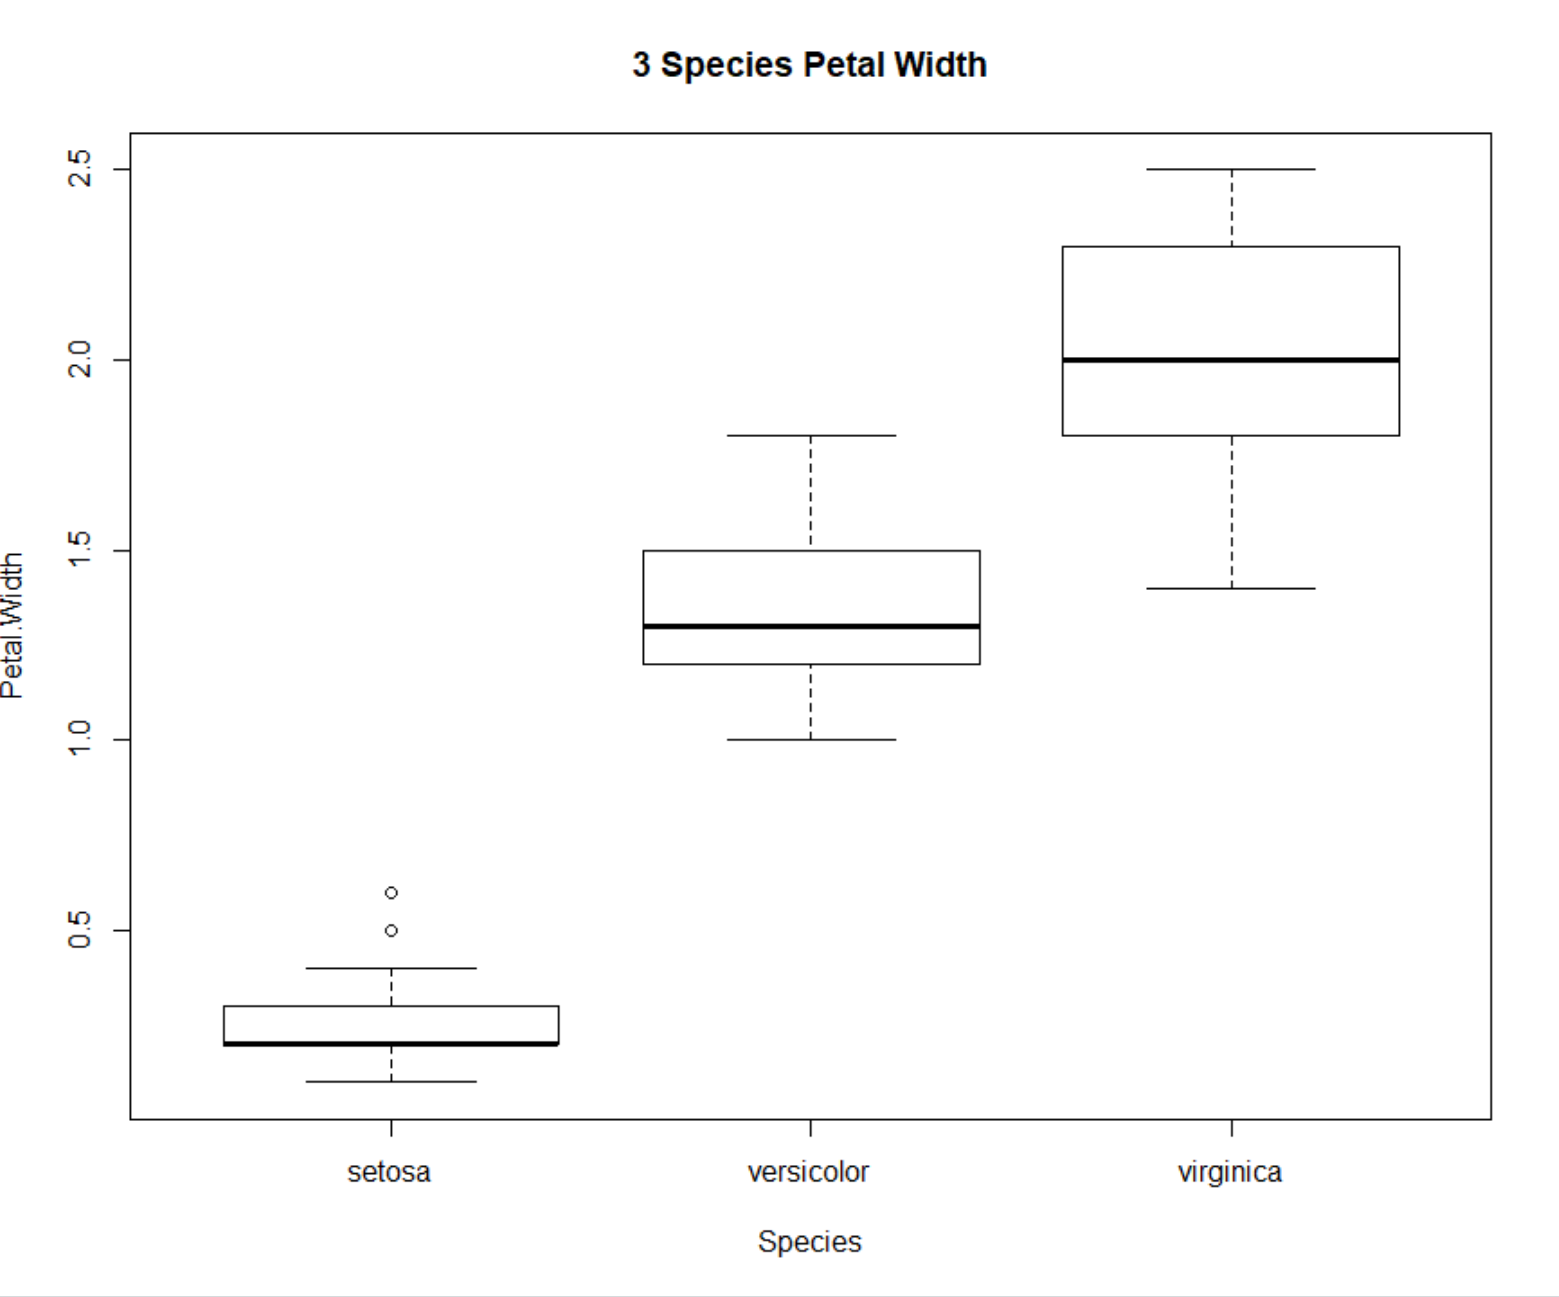 3 Species Petal Width
2.5
2.0
1.5
1.0
0.5
Petal.Width
setosa versicolor virginica
Species